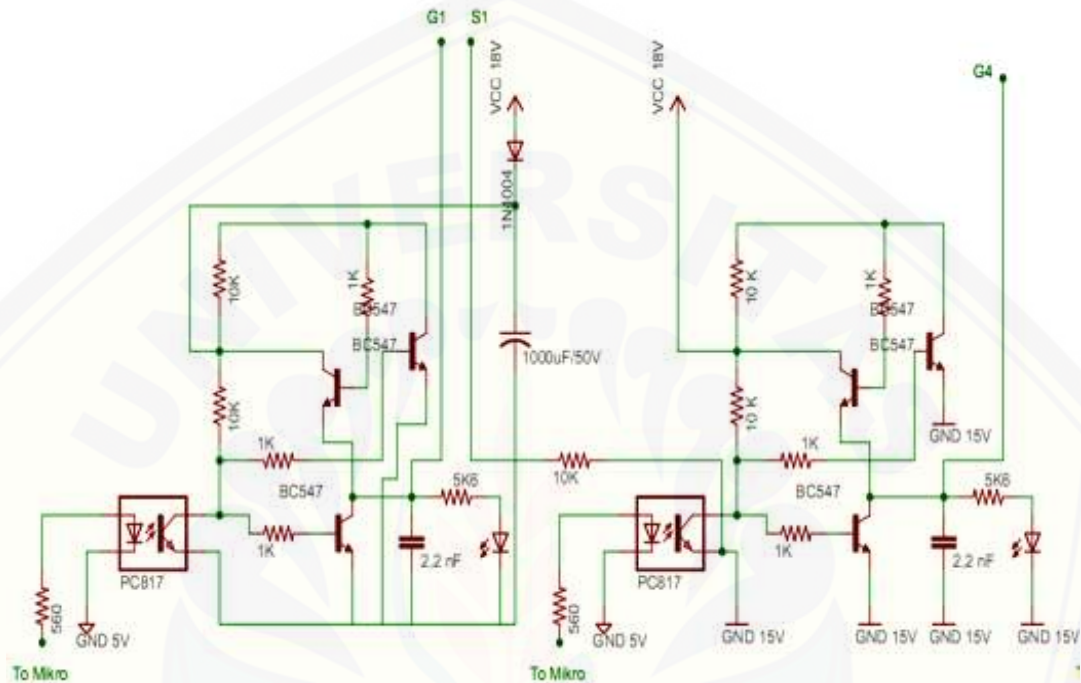 G1
S1
VCC 18V
VCC 18V
G4
1N4004
10K
1K
BC547
BC547
1000uF/50V
10K
1K
BC547
5K6
1K
2,2 nF
PC817
560
GND 5V
To Mikro
10K
10 K
1K
BC547
BC547
GND 15V
10 K
1K
BC547
5K6
1K
2,2 nF
PC817
560
GND 5V
GND 15V
GND 15V
GND 15V
GND 15V
To Mikro
UNIVERSITAS